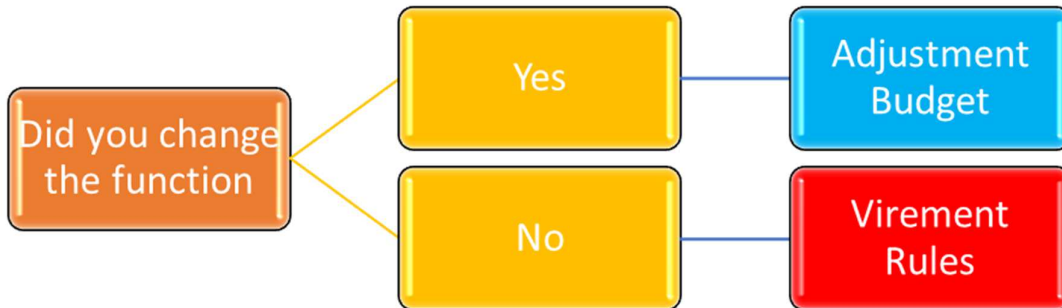 Did you change
the function
Yes
Adjustment
Budget
No
Virement
Rules